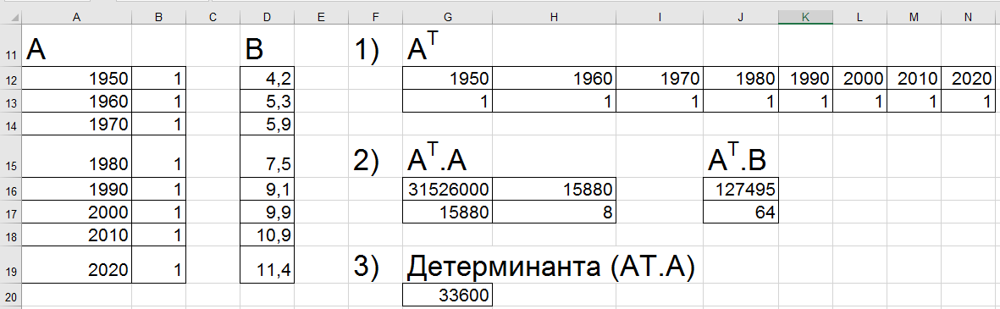 A B C D E F G H I J K L M N
11 A B 1) Aᵀ
12 1950 1 4,2 1950 1960 1970 1980 1990 2000 2010 2020
13 1960 1 5,3 1 1 1 1 1 1 1 1
14 1970 1 5,9
15 1980 1 7,5 2) Aᵀ.A Aᵀ.B
16 1990 1 9,1 31526000 15880 127495
17 2000 1 9,9 15880 8 64
18 2010 1 10,9
19 2020 1 11,4 3) Детерминанта (AT.A)
20 33600